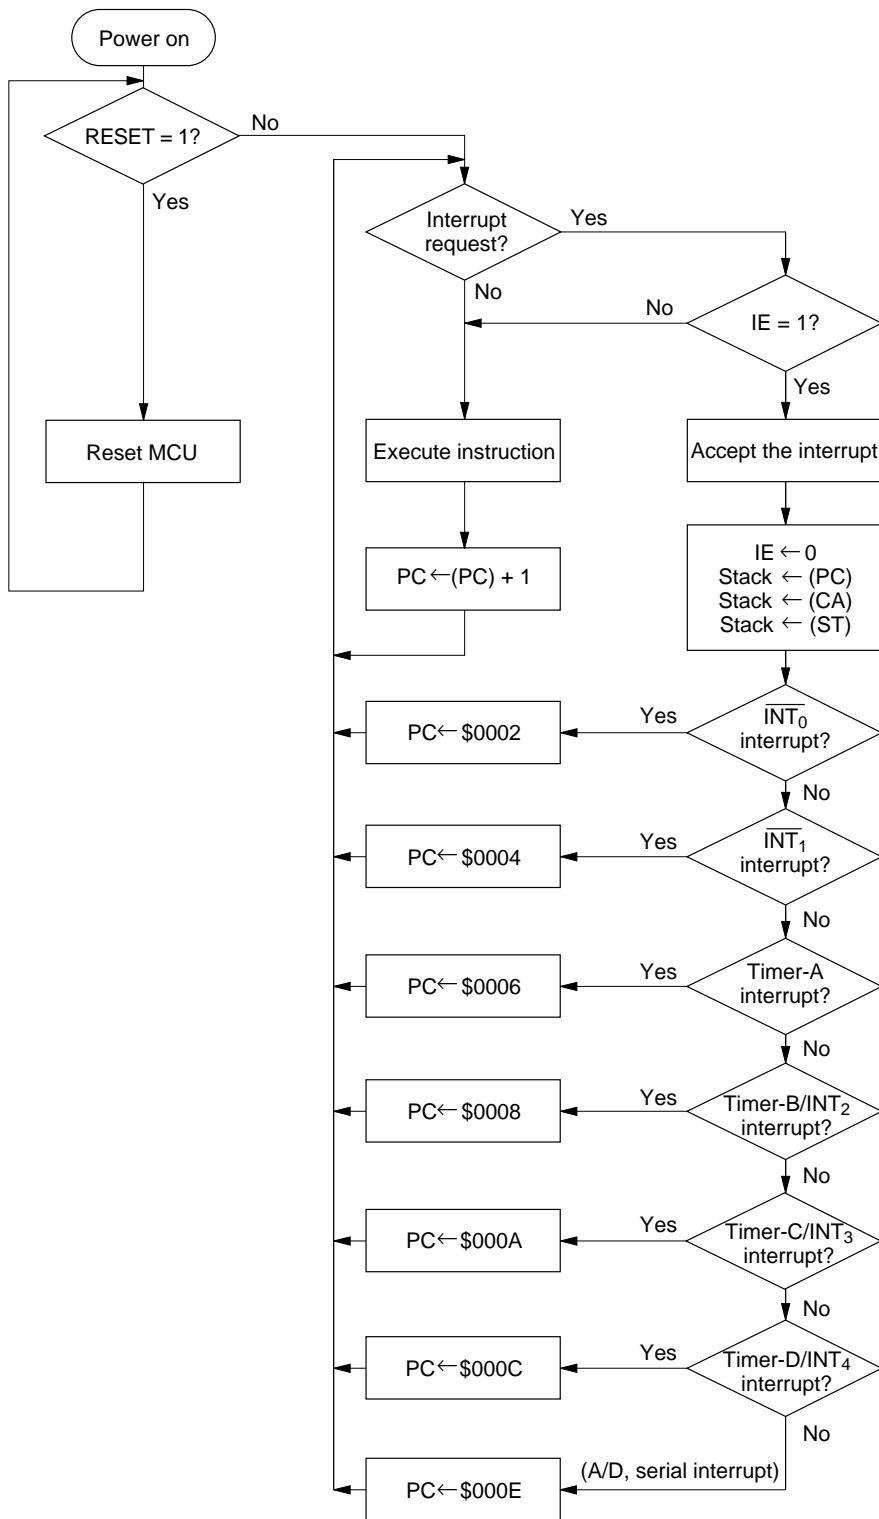 Power on
RESET = 1?
No
Yes
Interrupt
request?
Yes
No
No
IE = 1?
Yes
Reset MCU
Execute instruction
Accept the interrupt
PC ← (PC) + 1
IE ← 0
Stack ← (PC)
Stack ← (CA)
Stack ← (ST)
PC ← $0002
Yes
INT0
interrupt?
No
PC ← $0004
Yes
INT1
interrupt?
No
PC ← $0006
Yes
Timer-A
interrupt?
No
PC ← $0008
Yes
Timer-B/INT2
interrupt?
No
PC ← $000A
Yes
Timer-C/INT3
interrupt?
No
PC ← $000C
Yes
Timer-D/INT4
interrupt?
No
PC ← $000E
(A/D, serial interrupt)